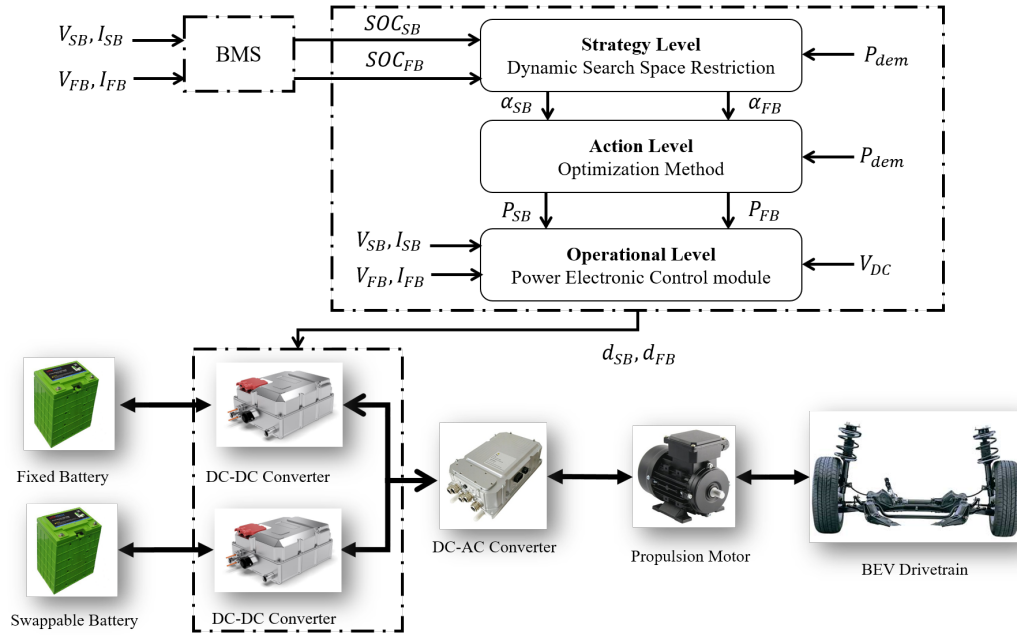 V_SB, I_SB
V_FB, I_FB
BMS
SOC_SB
SOC_FB
Strategy Level
Dynamic Search Space Restriction
P_dem
α_SB
α_FB
Action Level
Optimization Method
P_dem
P_SB
P_FB
V_SB, I_SB
V_FB, I_FB
Operational Level
Power Electronic Control module
V_DC
d_SB, d_FB
Fixed Battery
DC-DC Converter
DC-AC Converter
Propulsion Motor
BEV Drivetrain
Swappable Battery
DC-DC Converter